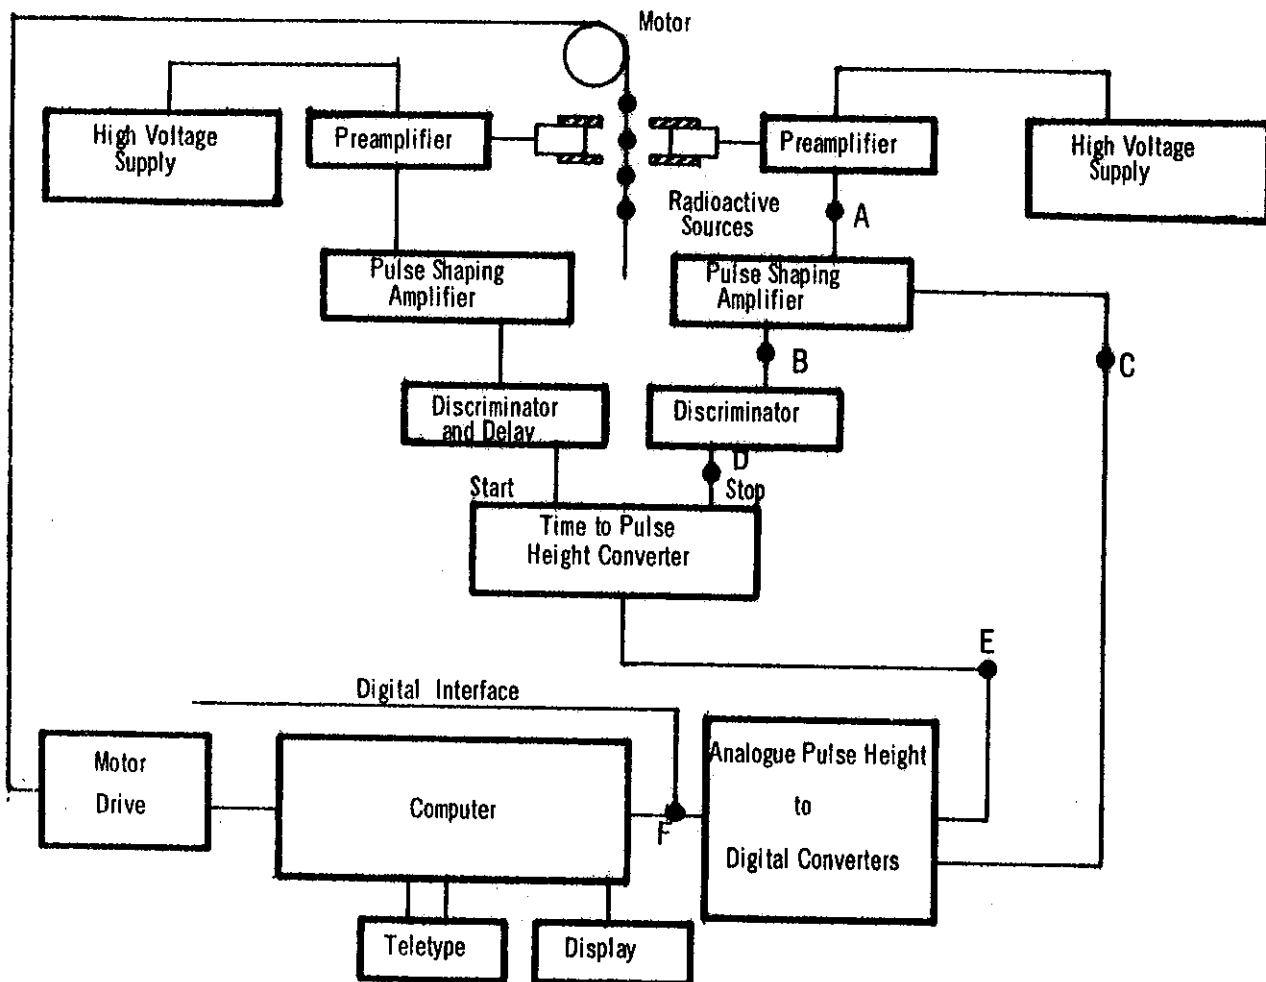 Motor
High Voltage
Supply
Preamplifier
Preamplifier
High Voltage
Supply
Radioactive
Sources
A
Pulse Shaping
Amplifier
Pulse Shaping
Amplifier
B
C
Discriminator
and Delay
Discriminator
D
Start
Stop
Time to Pulse
Height Converter
E
Digital Interface
Motor
Drive
Computer
F
Analogue Pulse Height
to
Digital Converters
Teletype
Display